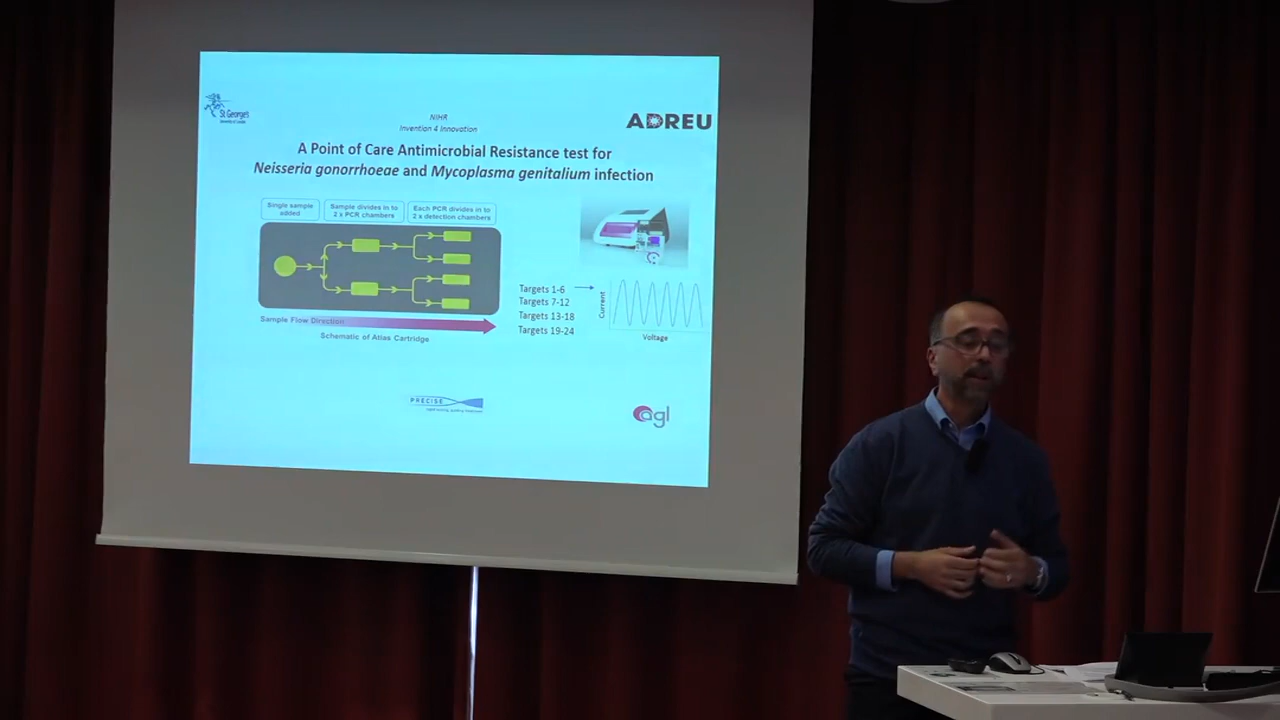 St George's
University of London
NIHR
Invention 4 Innovation
ADREU
A Point of Care Antimicrobial Resistance test for
Neisseria gonorrhoeae and Mycoplasma genitalium infection
Single sample
added
Sample divides in to
2 x PCR chambers
Each PCR divides in to
2 x detection chambers
Sample Flow Direction
Schematic of Atlas Cartridge
Targets 1-6
Targets 7-12
Targets 13-18
Targets 19-24
Current
Voltage
PRECISE
agl